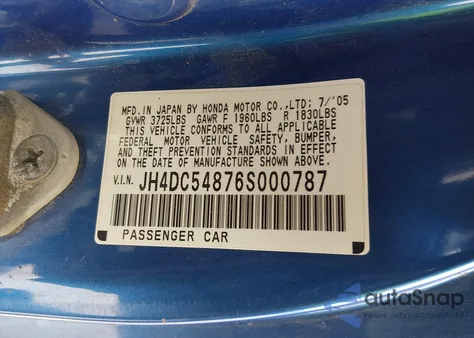 MFD. IN JAPAN BY HONDA MOTOR CO.,LTD: 7/'05
GVWR 3725LBS GAWR F 1960LBS R 1830LBS
THIS VEHICLE CONFORMS TO ALL APPLICABLE
FEDERAL MOTOR VEHICLE SAFETY, BUMPER,
AND THEFT PREVENTION STANDARDS IN EFFECT
ON THE DATE OF MANUFACTURE SHOWN ABOVE.
V.I.N. JH4DC54876S000787
PASSENGER CAR
autoSnap